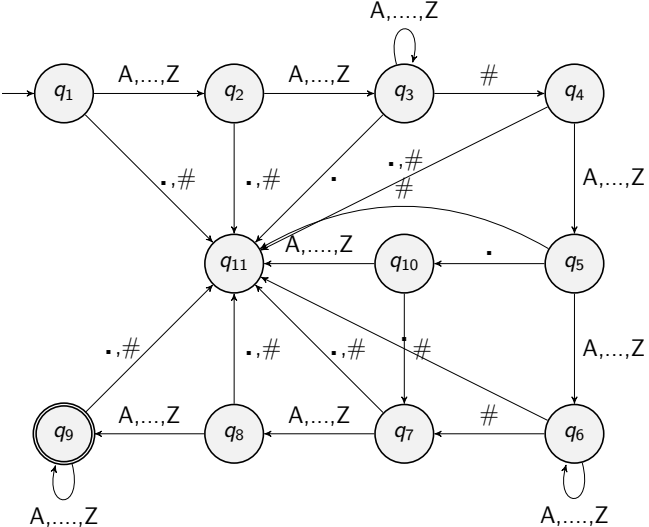 A,....,Z
q1 A,...,Z q2 A,...,Z q3 # q4
.,# .,# . .,# A,...,Z
#
q11 A,....,Z q10 . q5
.,# .,# .,# . # A,...,Z
q9 A,...,Z q8 A,...,Z q7 # q6
A,....,Z A,....,Z